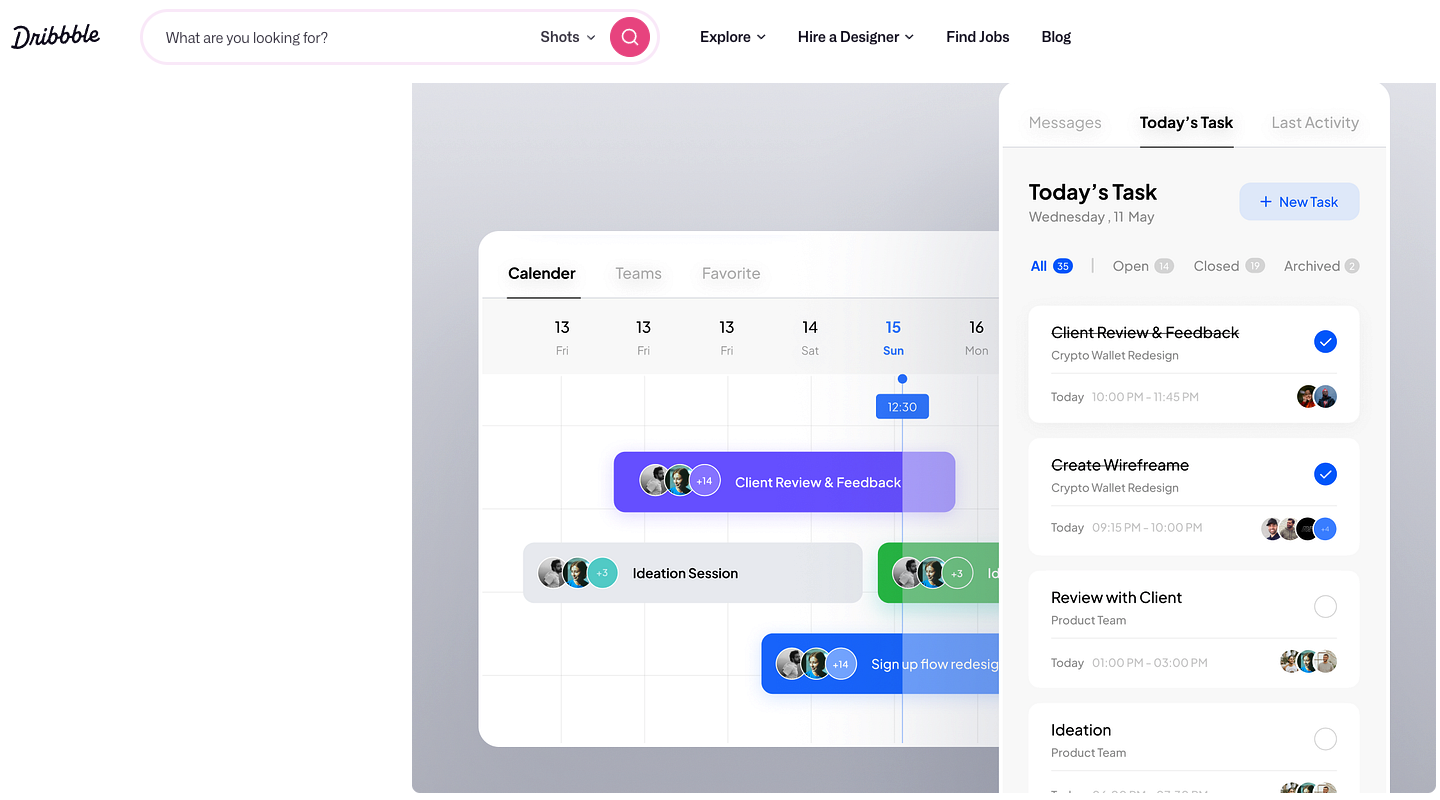 Dribbble
What are you looking for?
Shots
Explore
Hire a Designer
Find Jobs
Blog
Calender
Teams
Favorite
13
13
13
14
15
16
Fri
Fri
Fri
Sat
Sun
Mon
12:30
+14
Client Review & Feedback
+3
Ideation Session
+3
Id
+14
Sign up flow redesig
Messages
Today's Task
Last Activity
Today's Task
+ New Task
Wednesday , 11 May
All 35
Open 14
Closed 19
Archived 2
Client Review & Feedback
Crypto Wallet Redesign
Today 10:00 PM - 11:45 PM
Create Wirefreame
Crypto Wallet Redesign
Today 09:15 PM - 10:00 PM
+4
Review with Client
Product Team
Today 01:00 PM - 03:00 PM
Ideation
Product Team